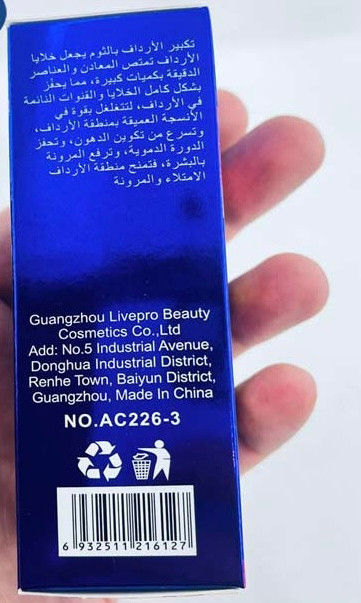 تكبير الأرداف بالثوم يجعل خلايا
الأرداف تمتص المعادن والعناصر
الدقيقة بكميات كبيرة، مما يحفز
بشكل كامل الخلايا والقنوات النائمة
في الأرداف، لتتغلغل بقوة في
الأنسجة العميقة بمنطقة الأرداف،
وتسرع من تكوين الدهون، وتحفز
الدورة الدموية، وترفع المرونة
بالبشرة، فتمنح منطقة الأرداف
الامتلاء والمرونة
Guangzhou Livepro Beauty
Cosmetics Co.,Ltd
Add: No.5 Industrial Avenue,
Donghua Industrial District,
Renhe Town, Baiyun District,
Guangzhou, Made In China
NO.AC226-3
6 932511 216127